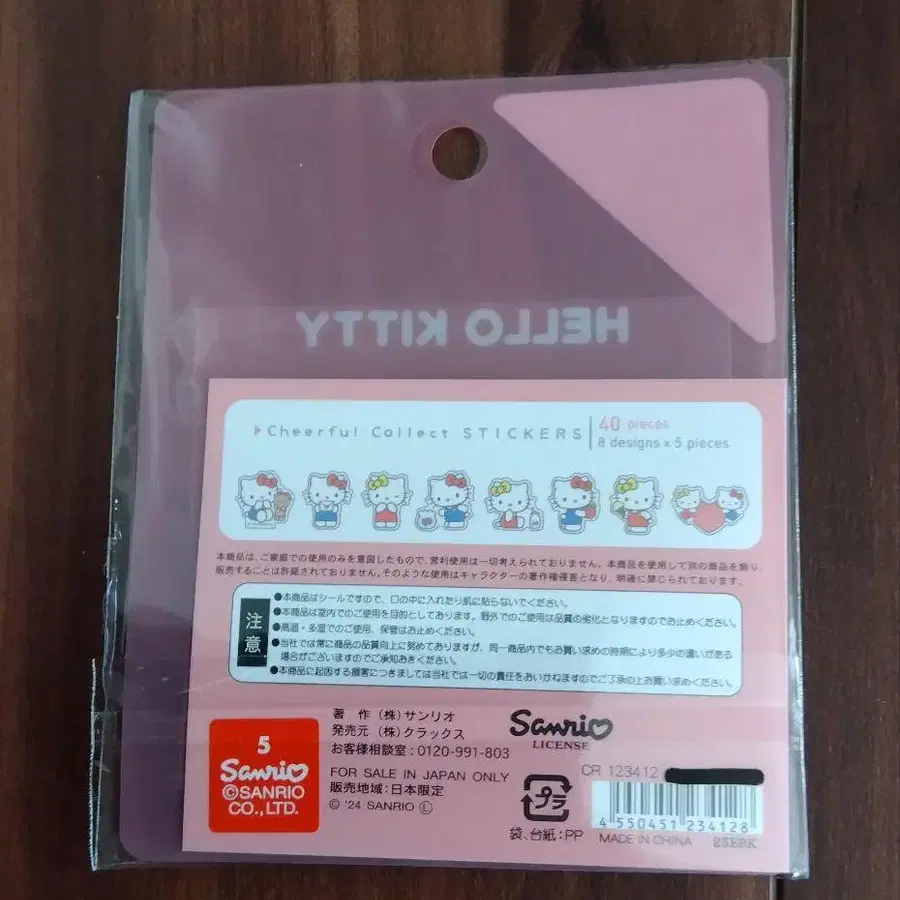 HELLO KITTY
Cheerful Collect STICKERS
40 pieces
8 designs x 5 pieces
本商品は、ご家庭での使用のみを意図したもので、営利使用は一切考えられておりません。本商品を使用して別の商品を飾り、
販売することは許諾されておりません。そのような使用はキャラクターの著作権侵害となり、明確に禁じられております。
注意
●本商品はシールですので、口の中に入れたり肌に貼らないでください。
●本商品は室内でのご使用を目的としております。野外でのご使用は品質の劣化となりますのでお止めください。
●高温・多湿でのご使用、保管はお止めください。
●当社では常に商品の品質向上に努めておりますが、同一商品内でもお買い求めの時期により多少の違いがある
場合がございますのでご承知おきください。
●本商品に起因する損害につきましては当社では一切の責任をおいかねますのでご了承の上お買い求めください。
5
Sanrio
©SANRIO
CO., LTD.
著 作 (株)サンリオ
発売元 (株)クラックス
お客様相談室:0120-991-803
FOR SALE IN JAPAN ONLY
販売地域:日本限定
© '24 SANRIO Ⓛ
Sanrio
LICENSE
プラ
袋、台紙:PP
CR 123412
4 550451 234128
MADE IN CHINA